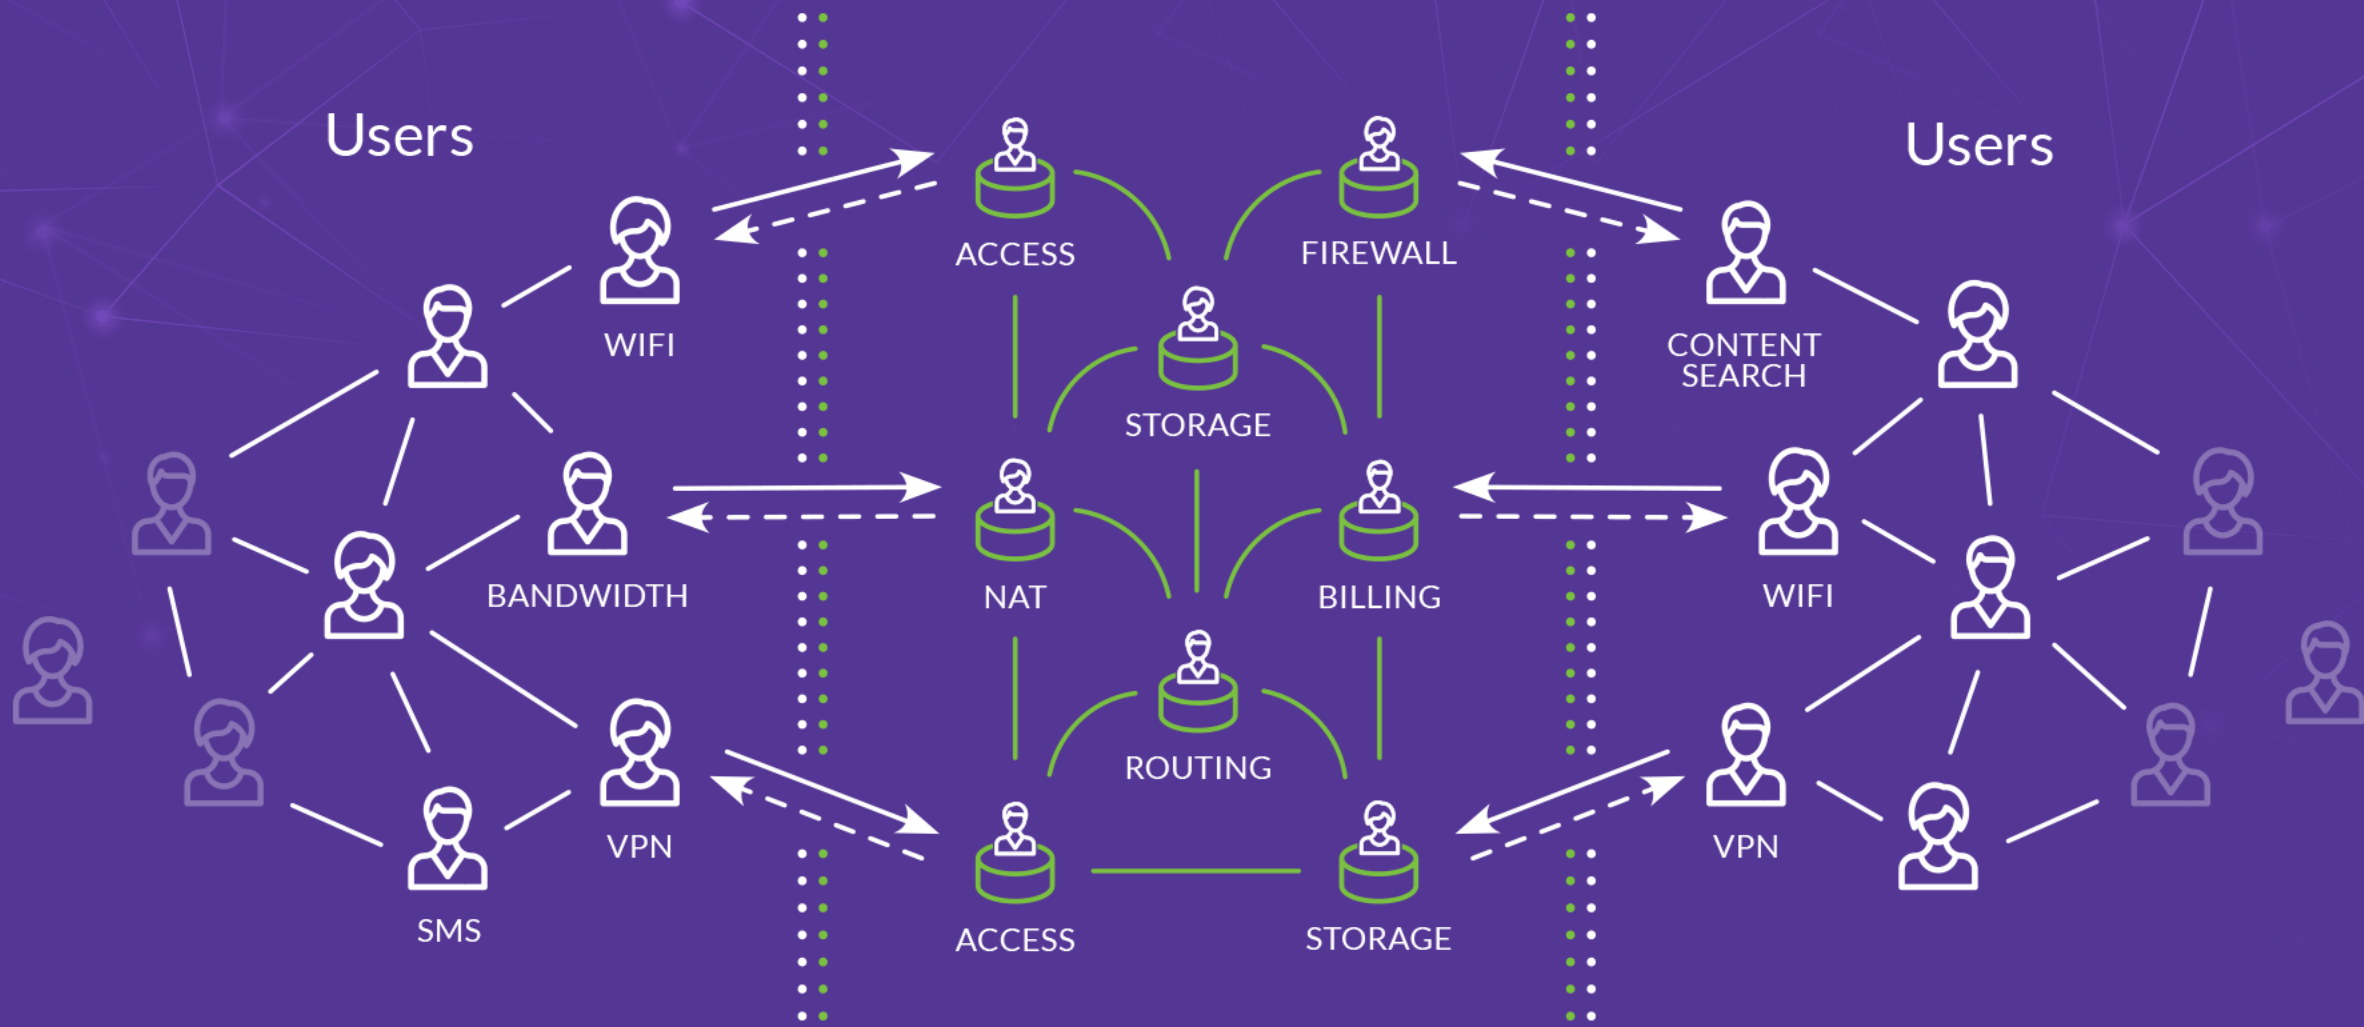 Users
Users
ACCESS
FIREWALL
WIFI
CONTENT
SEARCH
STORAGE
BANDWIDTH
NAT
BILLING
WIFI
ROUTING
VPN
VPN
SMS
ACCESS
STORAGE